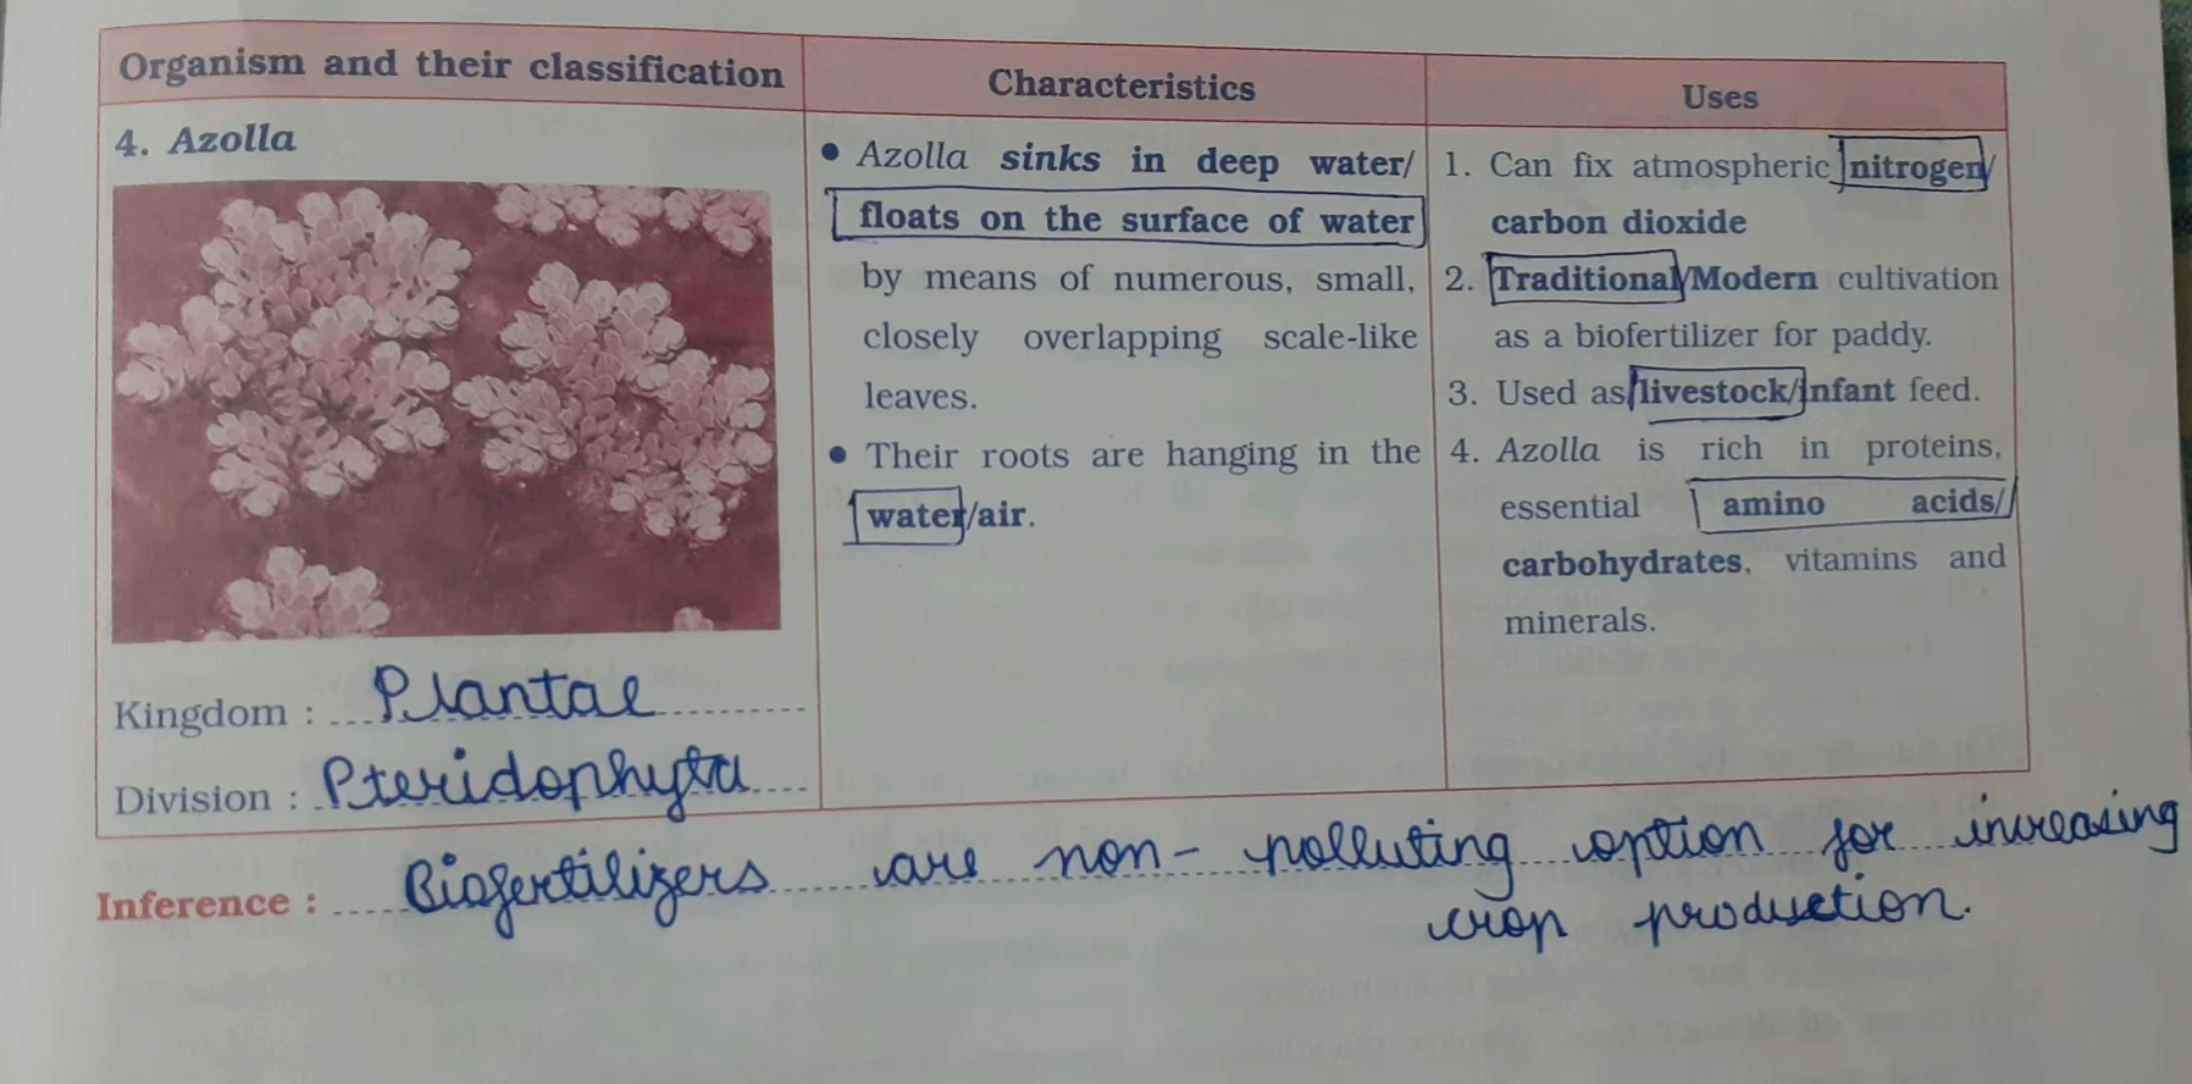 Organism and their classification
Characteristics
Uses
4. Azolla
Kingdom : Plantae
Division : Pteridophyta
• Azolla sinks in deep water/
floats on the surface of water
by means of numerous, small,
closely overlapping scale-like
leaves.
• Their roots are hanging in the
water/air.
1. Can fix atmospheric nitrogen/
carbon dioxide
2. Traditional/Modern cultivation
as a biofertilizer for paddy.
3. Used as livestock/infant feed.
4. Azolla is rich in proteins,
essential amino acids/
carbohydrates, vitamins and
minerals.
Inference : Biofertilizers are non- polluting option for increasing
crop production.